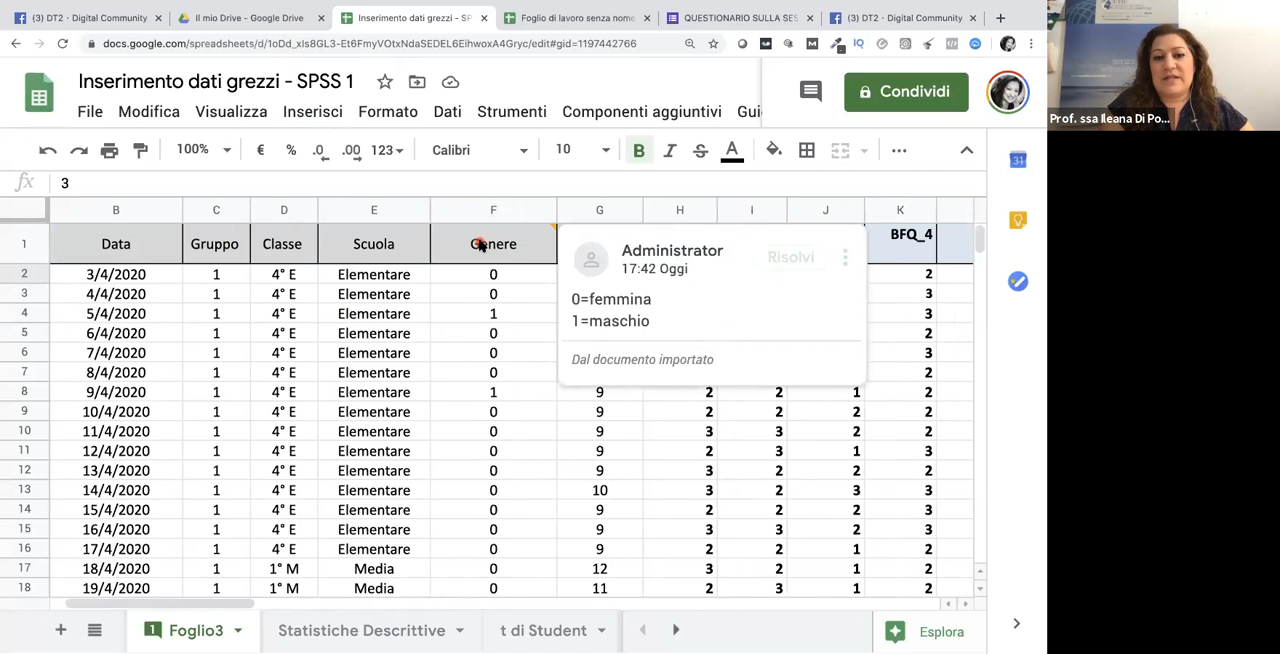 (3) DT2 - Digital Community
Il mio Drive - Google Drive
Inserimento dati grezzi - SP
Foglio di lavoro senza nome
QUESTIONARIO SULLA SES
(3) DT2 - Digital Community
docs.google.com/spreadsheets/d/1oDd_xIs8GL3-Et6FmyVOtxNdaSEDEL6EihwoxA4Gryc/edit#gid=1197442766
Inserimento dati grezzi - SPSS 1
Condividi
File Modifica Visualizza Inserisci Formato Dati Strumenti Componenti aggiuntivi Gui
100% € % .0 .00 123 Calibri 10 B I S A
fx 3
B C D E F G H I J K
1 Data Gruppo Classe Scuola Genere BFQ_4
2 3/4/2020 1 4° E Elementare 0 2
3 4/4/2020 1 4° E Elementare 0 3
4 5/4/2020 1 4° E Elementare 1 3
5 6/4/2020 1 4° E Elementare 0 2
6 7/4/2020 1 4° E Elementare 0 3
7 8/4/2020 1 4° E Elementare 0 2
8 9/4/2020 1 4° E Elementare 1 9 2 2 1 2
9 10/4/2020 1 4° E Elementare 0 9 2 2 2 2
10 11/4/2020 1 4° E Elementare 0 9 3 3 2 2
11 12/4/2020 1 4° E Elementare 0 9 2 3 1 3
12 13/4/2020 1 4° E Elementare 0 9 3 2 2 2
13 14/4/2020 1 4° E Elementare 0 10 3 2 3 3
14 15/4/2020 1 4° E Elementare 0 9 3 2 2 3
15 16/4/2020 1 4° E Elementare 0 9 3 3 2 3
16 17/4/2020 1 4° E Elementare 0 9 2 2 1 2
17 18/4/2020 1 1° M Media 0 12 3 2 1 2
18 19/4/2020 1 1° M Media 0 11 2 3 1 2
Administrator
17:42 Oggi
Risolvi
0=femmina
1=maschio
Dal documento importato
1 Foglio3 Statistiche Descrittive t di Student
Esplora
31
Prof. ssa Ileana Di Po...